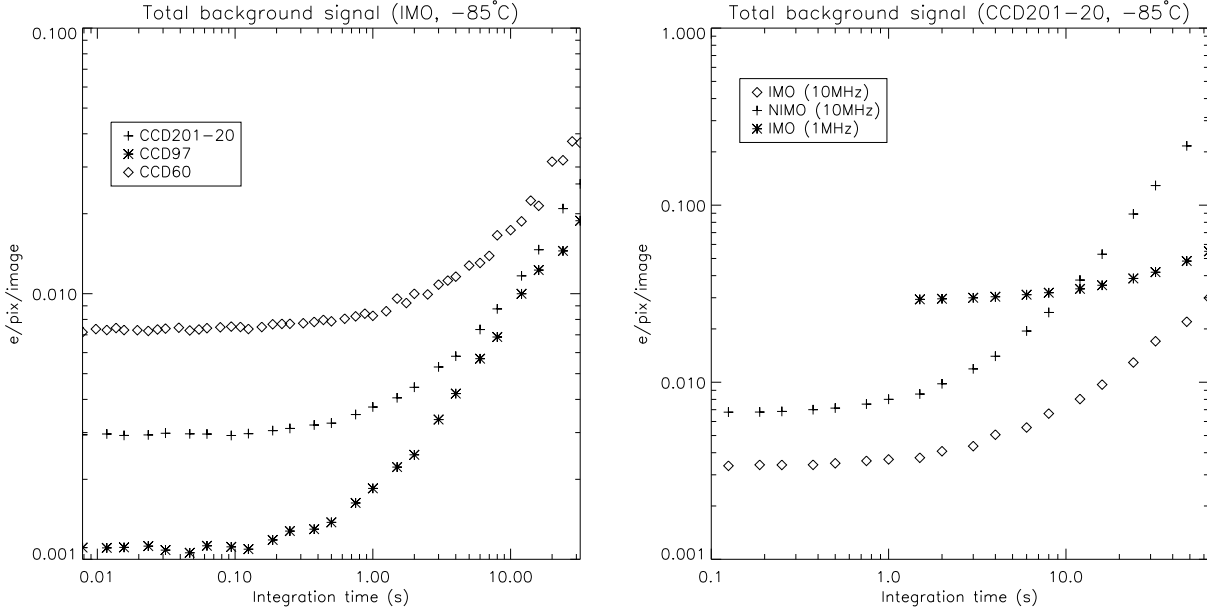 Total background signal (IMO, −85°C)
0.100
0.010
0.001
e/pix/image
CCD201−20
CCD97
CCD60
0.01 0.10 1.00 10.00
Integration time (s)
Total background signal (CCD201−20, −85°C)
1.000
0.100
0.010
0.001
e/pix/image
IMO (10MHz)
NIMO (10MHz)
IMO (1MHz)
0.1 1.0 10.0
Integration time (s)